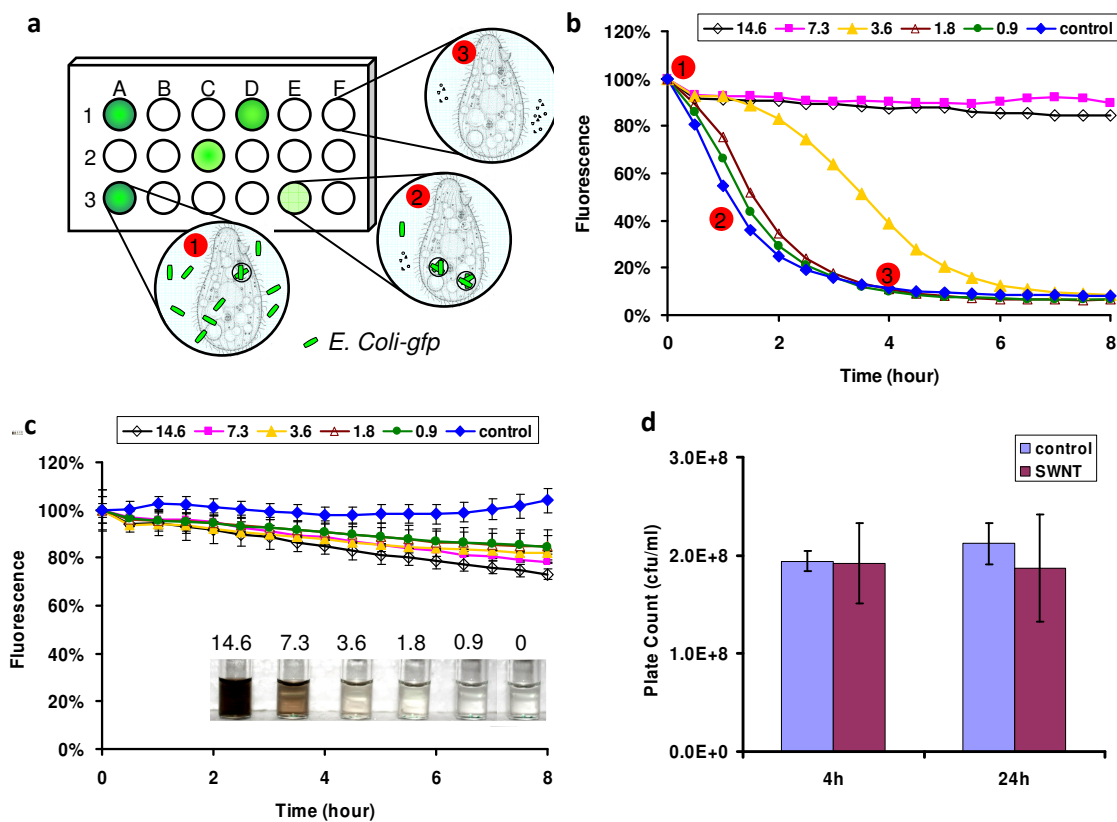 a
A B C D E F
1
2
3
3
2
1
E. Coli-gfp
b
14.6 7.3 3.6 1.8 0.9 control
120%
100%
80%
60%
40%
20%
0%
Fluorescence
1
2
3
0 2 4 6 8
Time (hour)
c
14.6 7.3 3.6 1.8 0.9 control
120%
100%
80%
60%
40%
20%
0%
Fluorescence
14.6 7.3 3.6 1.8 0.9 0
0 2 4 6 8
Time (hour)
d
control
SWNT
3.0E+8
2.0E+8
1.0E+8
0.0E+0
Plate Count (cfu/ml)
4h 24h